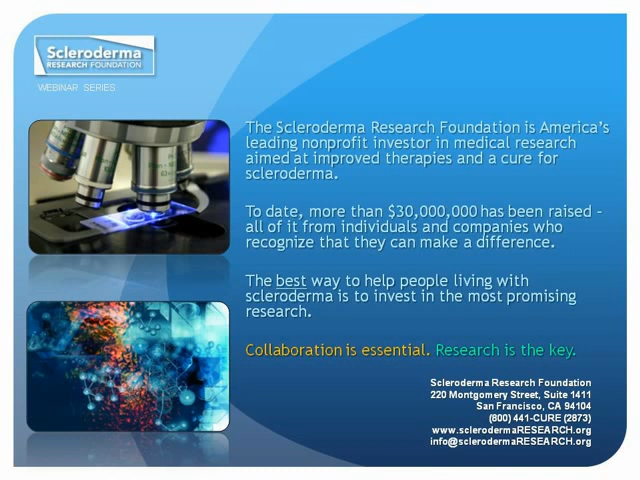 Scleroderma
RESEARCH FOUNDATION
WEBINAR SERIES
The Scleroderma Research Foundation is America's
leading nonprofit investor in medical research
aimed at improved therapies and a cure for
scleroderma.
To date, more than $30,000,000 has been raised –
all of it from individuals and companies who
recognize that they can make a difference.
The best way to help people living with
scleroderma is to invest in the most promising
research.
Collaboration is essential. Research is the key.
Scleroderma Research Foundation
220 Montgomery Street, Suite 1411
San Francisco, CA 94104
(800) 441-CURE (2873)
www.sclerodermaRESEARCH.org
info@sclerodermaRESEARCH.org